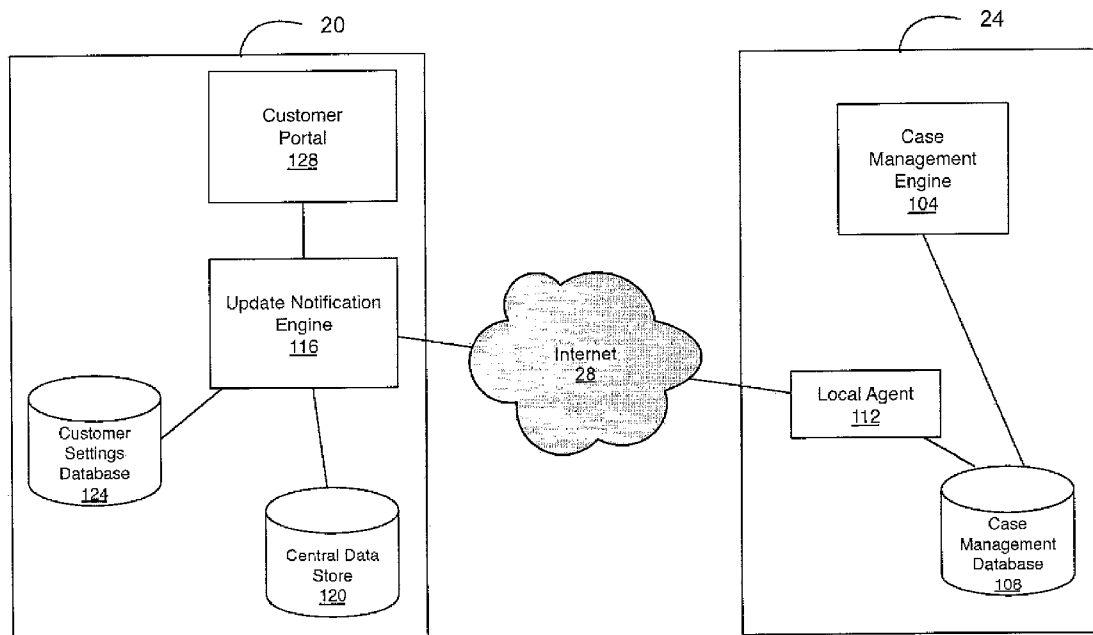 20
24
Customer
Portal
128
Case
Management
Engine
104
Update Notification
Engine
116
Internet
28
Local Agent
112
Customer
Settings
Database
124
Central Data
Store
120
Case
Management
Database
108